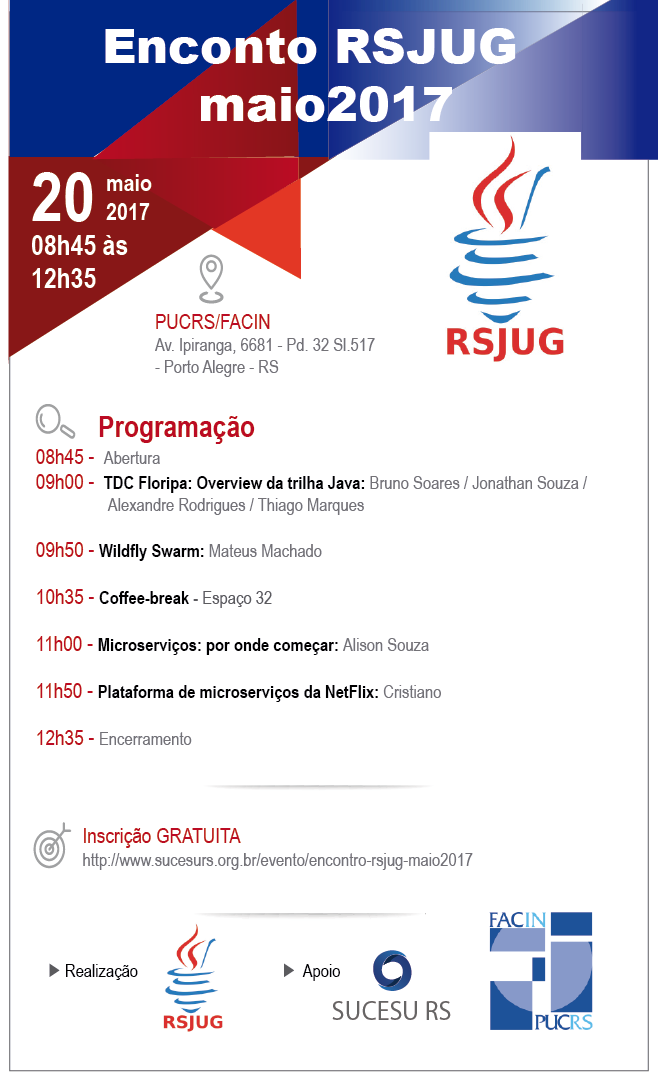 Enconto RSJUG
maio2017
20 maio
2017
08h45 às
12h35
RSJUG
PUCRS/FACIN
Av. Ipiranga, 6681 - Pd. 32 Sl.517
- Porto Alegre - RS
Programação
08h45 - Abertura
09h00 - TDC Floripa: Overview da trilha Java: Bruno Soares / Jonathan Souza /
Alexandre Rodrigues / Thiago Marques
09h50 - Wildfly Swarm: Mateus Machado
10h35 - Coffee-break - Espaço 32
11h00 - Microserviços: por onde começar: Alison Souza
11h50 - Plataforma de microserviços da NetFlix: Cristiano
12h35 - Encerramento
Inscrição GRATUITA
http://www.sucesurs.org.br/evento/encontro-rsjug-maio2017
Realização
RSJUG
Apoio
SUCESU RS
FACIN
PUCRS